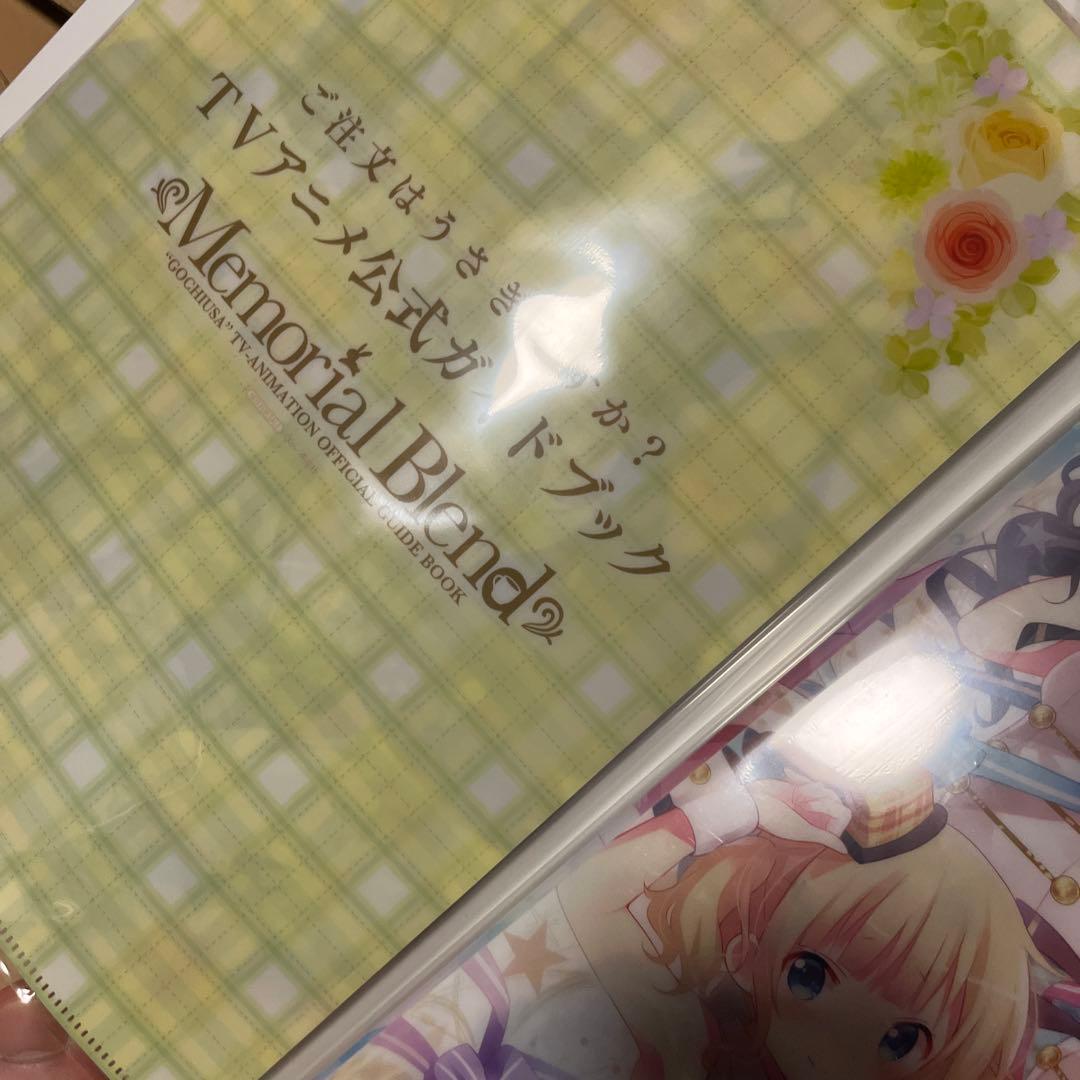 ご注文はうさぎ か?
TVアニメ公式ガ ドブック
Memorial Blend
"GOCHIUSA" TV-ANIMATION OFFICIAL GUIDE BOOK